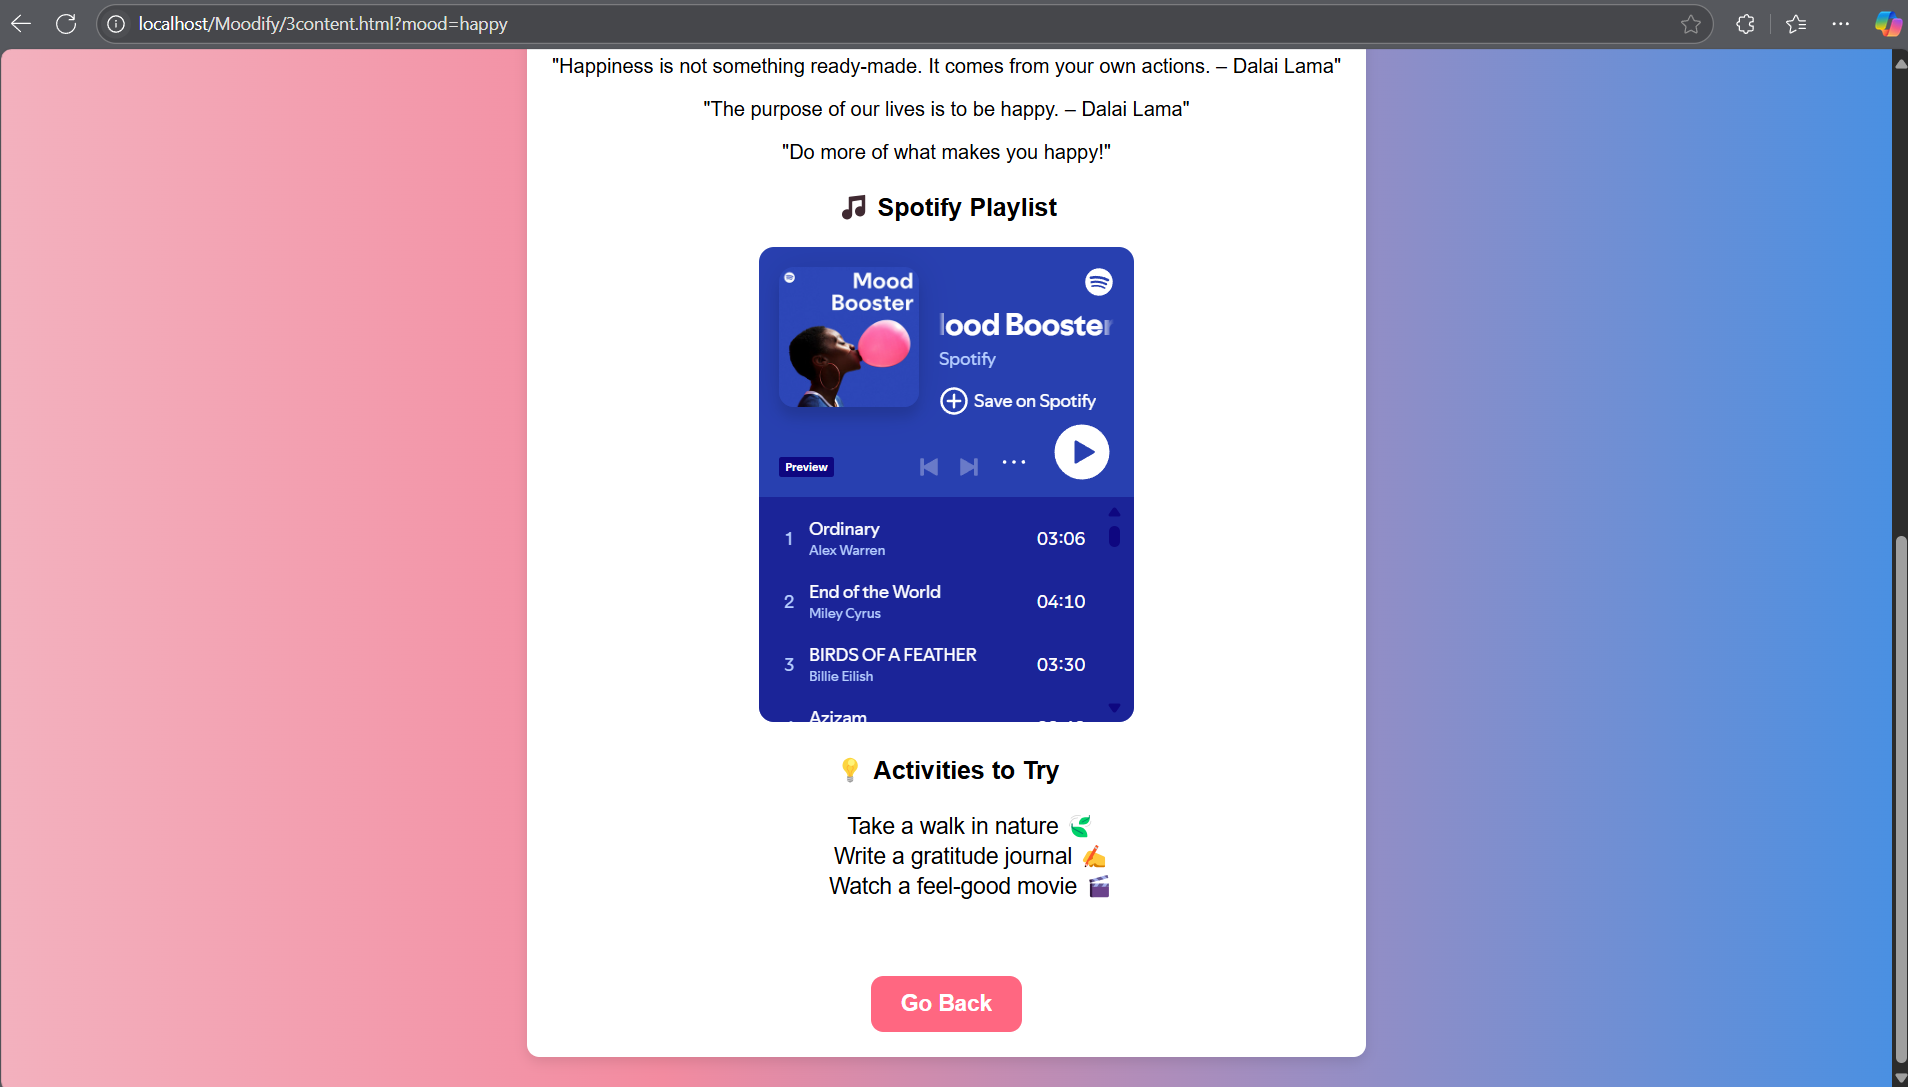 localhost/Moodify/3content.html?mood=happy
"Happiness is not something ready-made. It comes from your own actions. – Dalai Lama"
"The purpose of our lives is to be happy. – Dalai Lama"
"Do more of what makes you happy!"
Spotify Playlist
Mood
Booster
lood Booster
Spotify
Save on Spotify
Preview
1 Ordinary 03:06
Alex Warren
2 End of the World 04:10
Miley Cyrus
3 BIRDS OF A FEATHER 03:30
Billie Eilish
Azizam
Activities to Try
Take a walk in nature
Write a gratitude journal
Watch a feel-good movie
Go Back